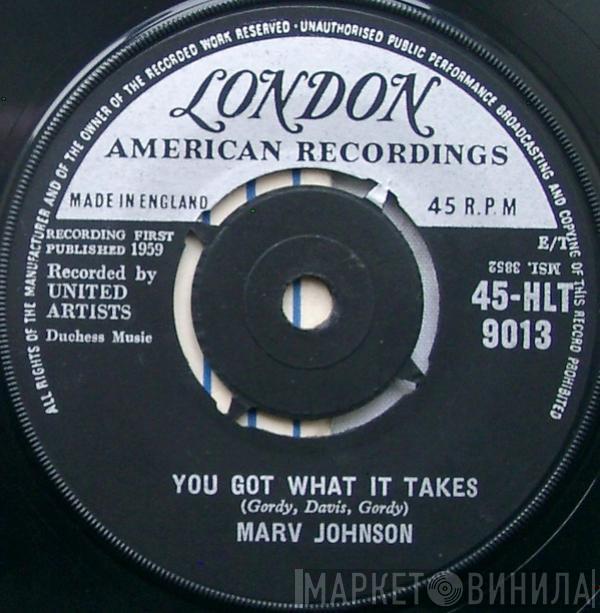 ALL RIGHTS OF THE MANUFACTURER AND OF THE OWNER OF THE RECORDED WORK RESERVED · UNAUTHORISED PUBLIC PERFORMANCE BROADCASTING AND COPYING OF THIS RECORD PROHIBITED
LONDON
AMERICAN RECORDINGS
MADE IN ENGLAND
45 R.P.M
RECORDING FIRST
PUBLISHED 1959
E/T
Recorded by
UNITED
ARTISTS
MSI. 3852
45-HLT
9013
Duchess Music
YOU GOT WHAT IT TAKES
(Gordy, Davis, Gordy)
MARV JOHNSON
МАРКЕТ ВИНИЛА